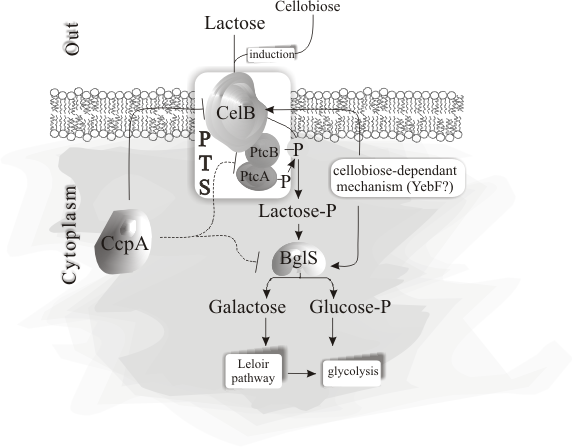 Cellobiose
Lactose
Out
induction
CelB
PTS
PtcB
P
PtcA
P
cellobiose-dependant
mechanism (YebF?)
Lactose-P
Cytoplasm
CcpA
BglS
Galactose
Glucose-P
Leloir
pathway
glycolysis